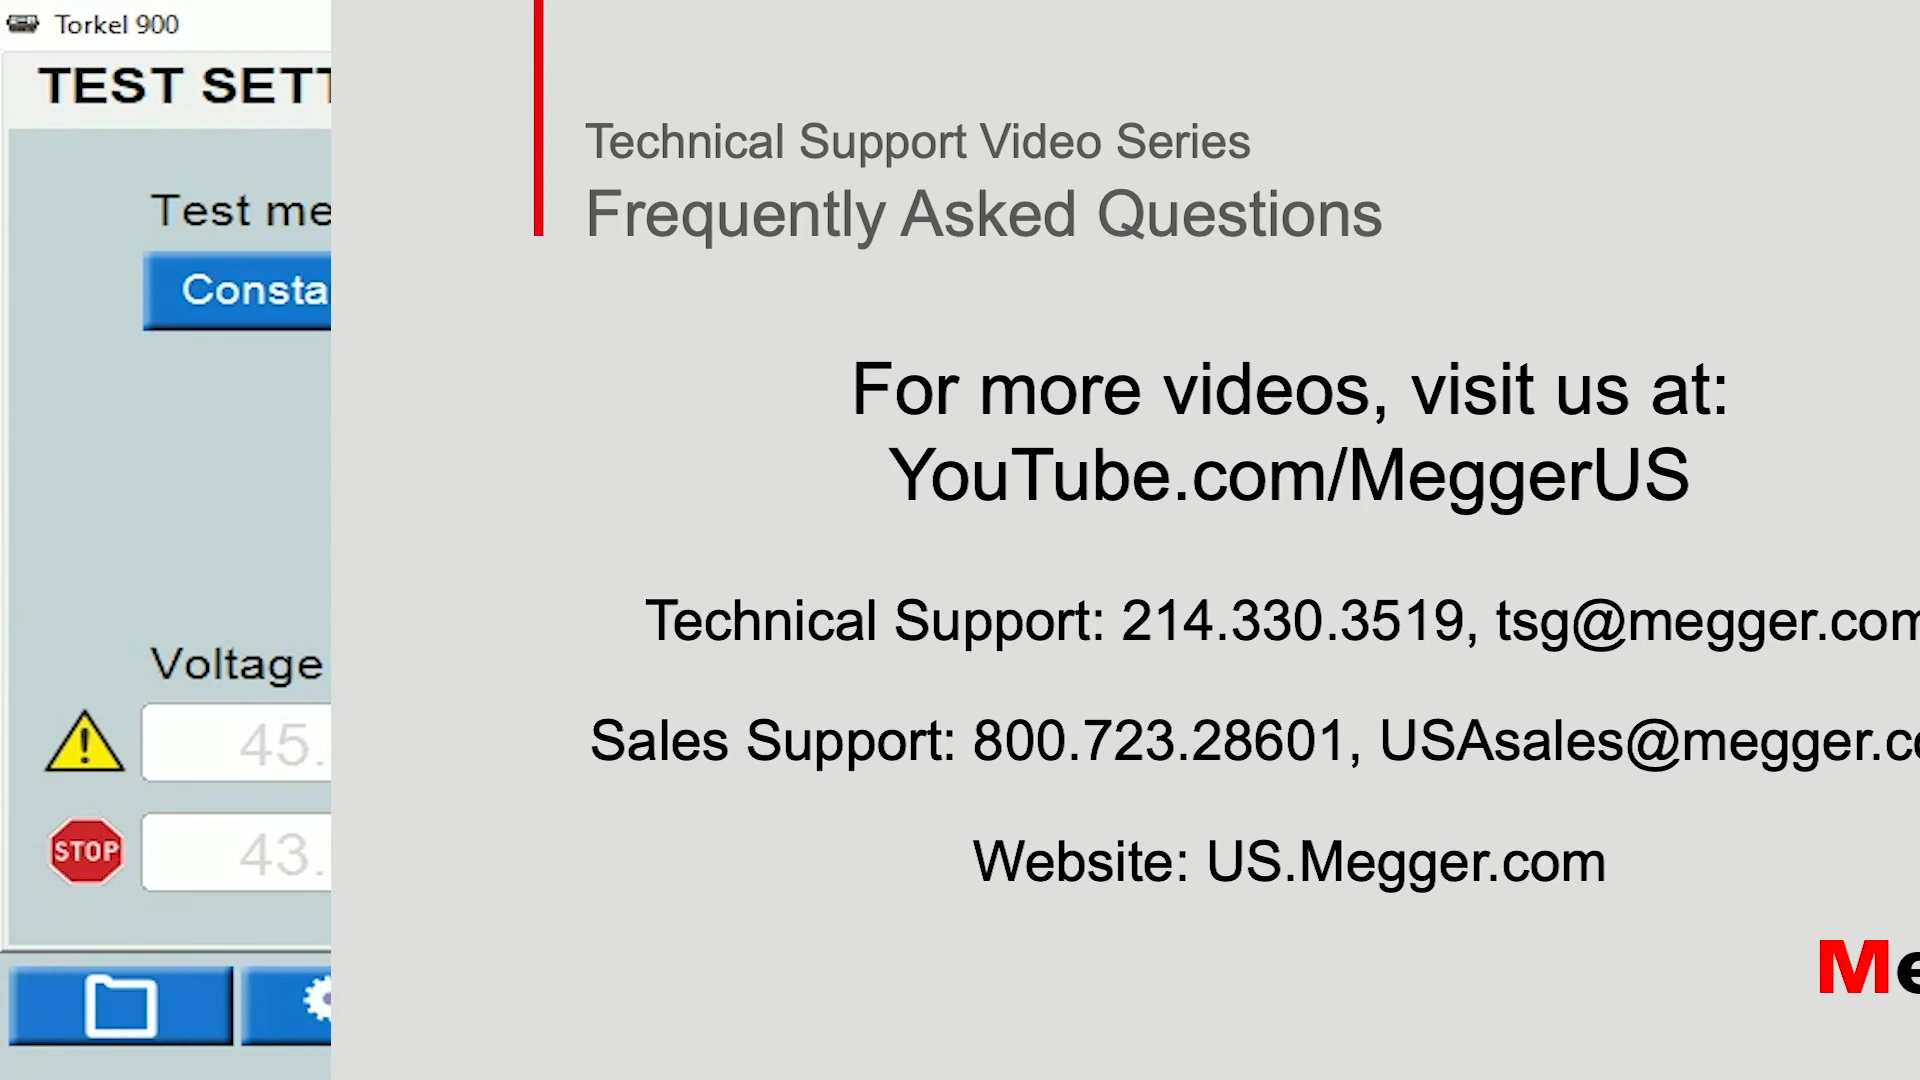 Torkel 900
TEST SETT
Test me
Consta
Voltage
45.
STOP
43.
Technical Support Video Series
Frequently Asked Questions
For more videos, visit us at:
YouTube.com/MeggerUS
Technical Support: 214.330.3519, tsg@megger.com
Sales Support: 800.723.28601, USAsales@megger.co
Website: US.Megger.com
Me